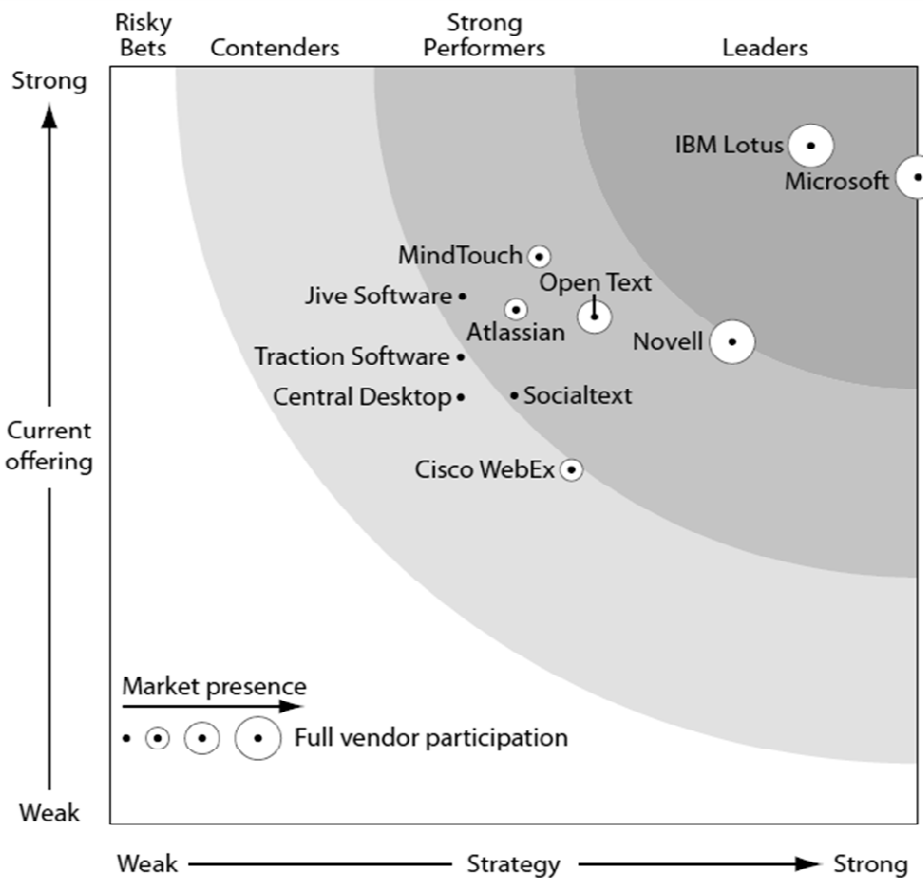 Risky
Bets
Contenders
Strong
Performers
Leaders
Strong
IBM Lotus
Microsoft
MindTouch
Open Text
Jive Software
Atlassian
Novell
Traction Software
Central Desktop
Socialtext
Current
offering
Cisco WebEx
Market presence
Full vendor participation
Weak
Weak
Strategy
Strong